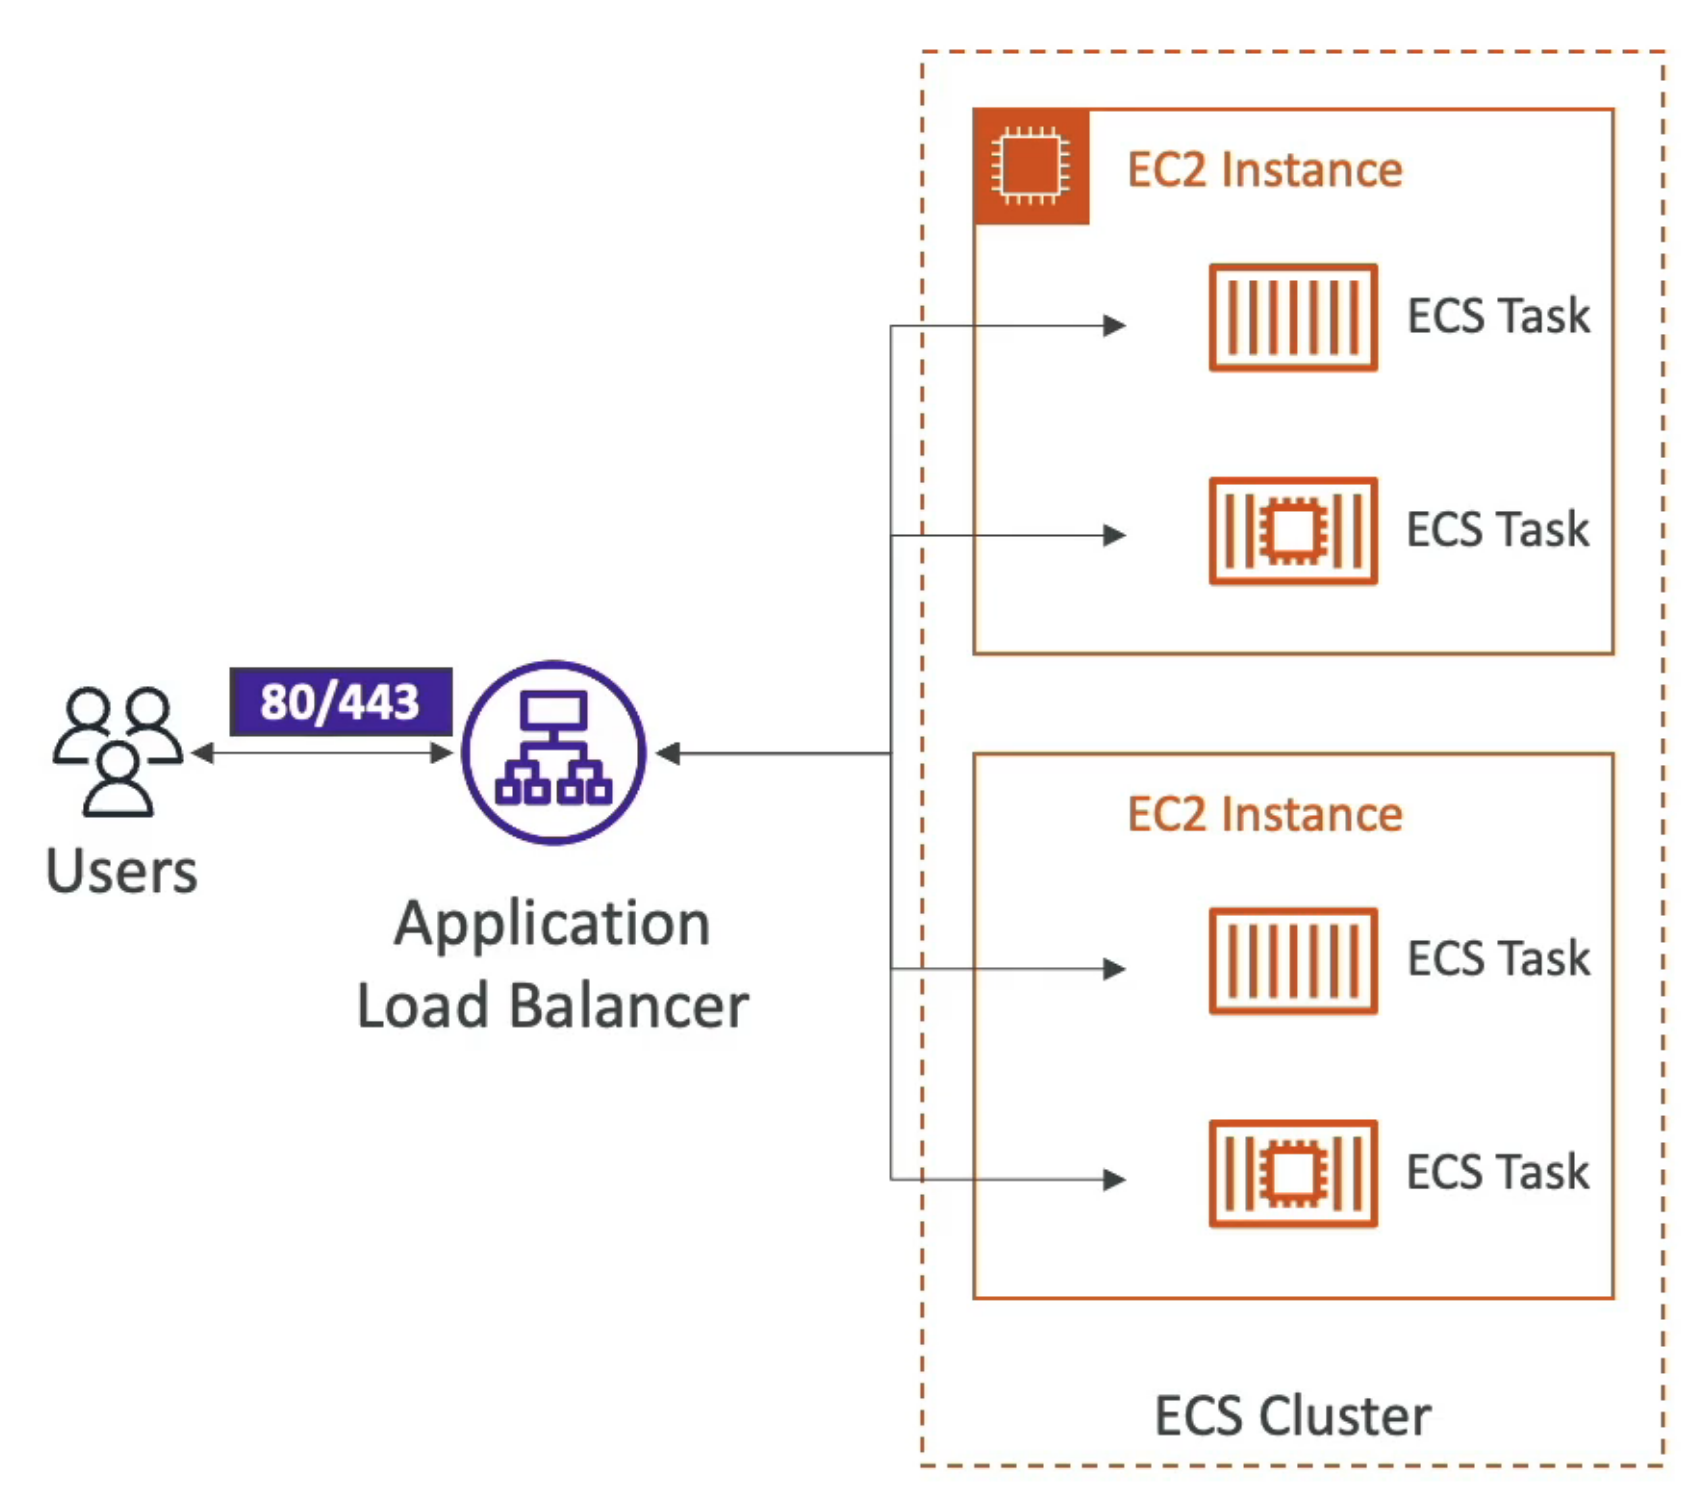 EC2 Instance
ECS Task
ECS Task
80/443
Users
Application
Load Balancer
EC2 Instance
ECS Task
ECS Task
ECS Cluster